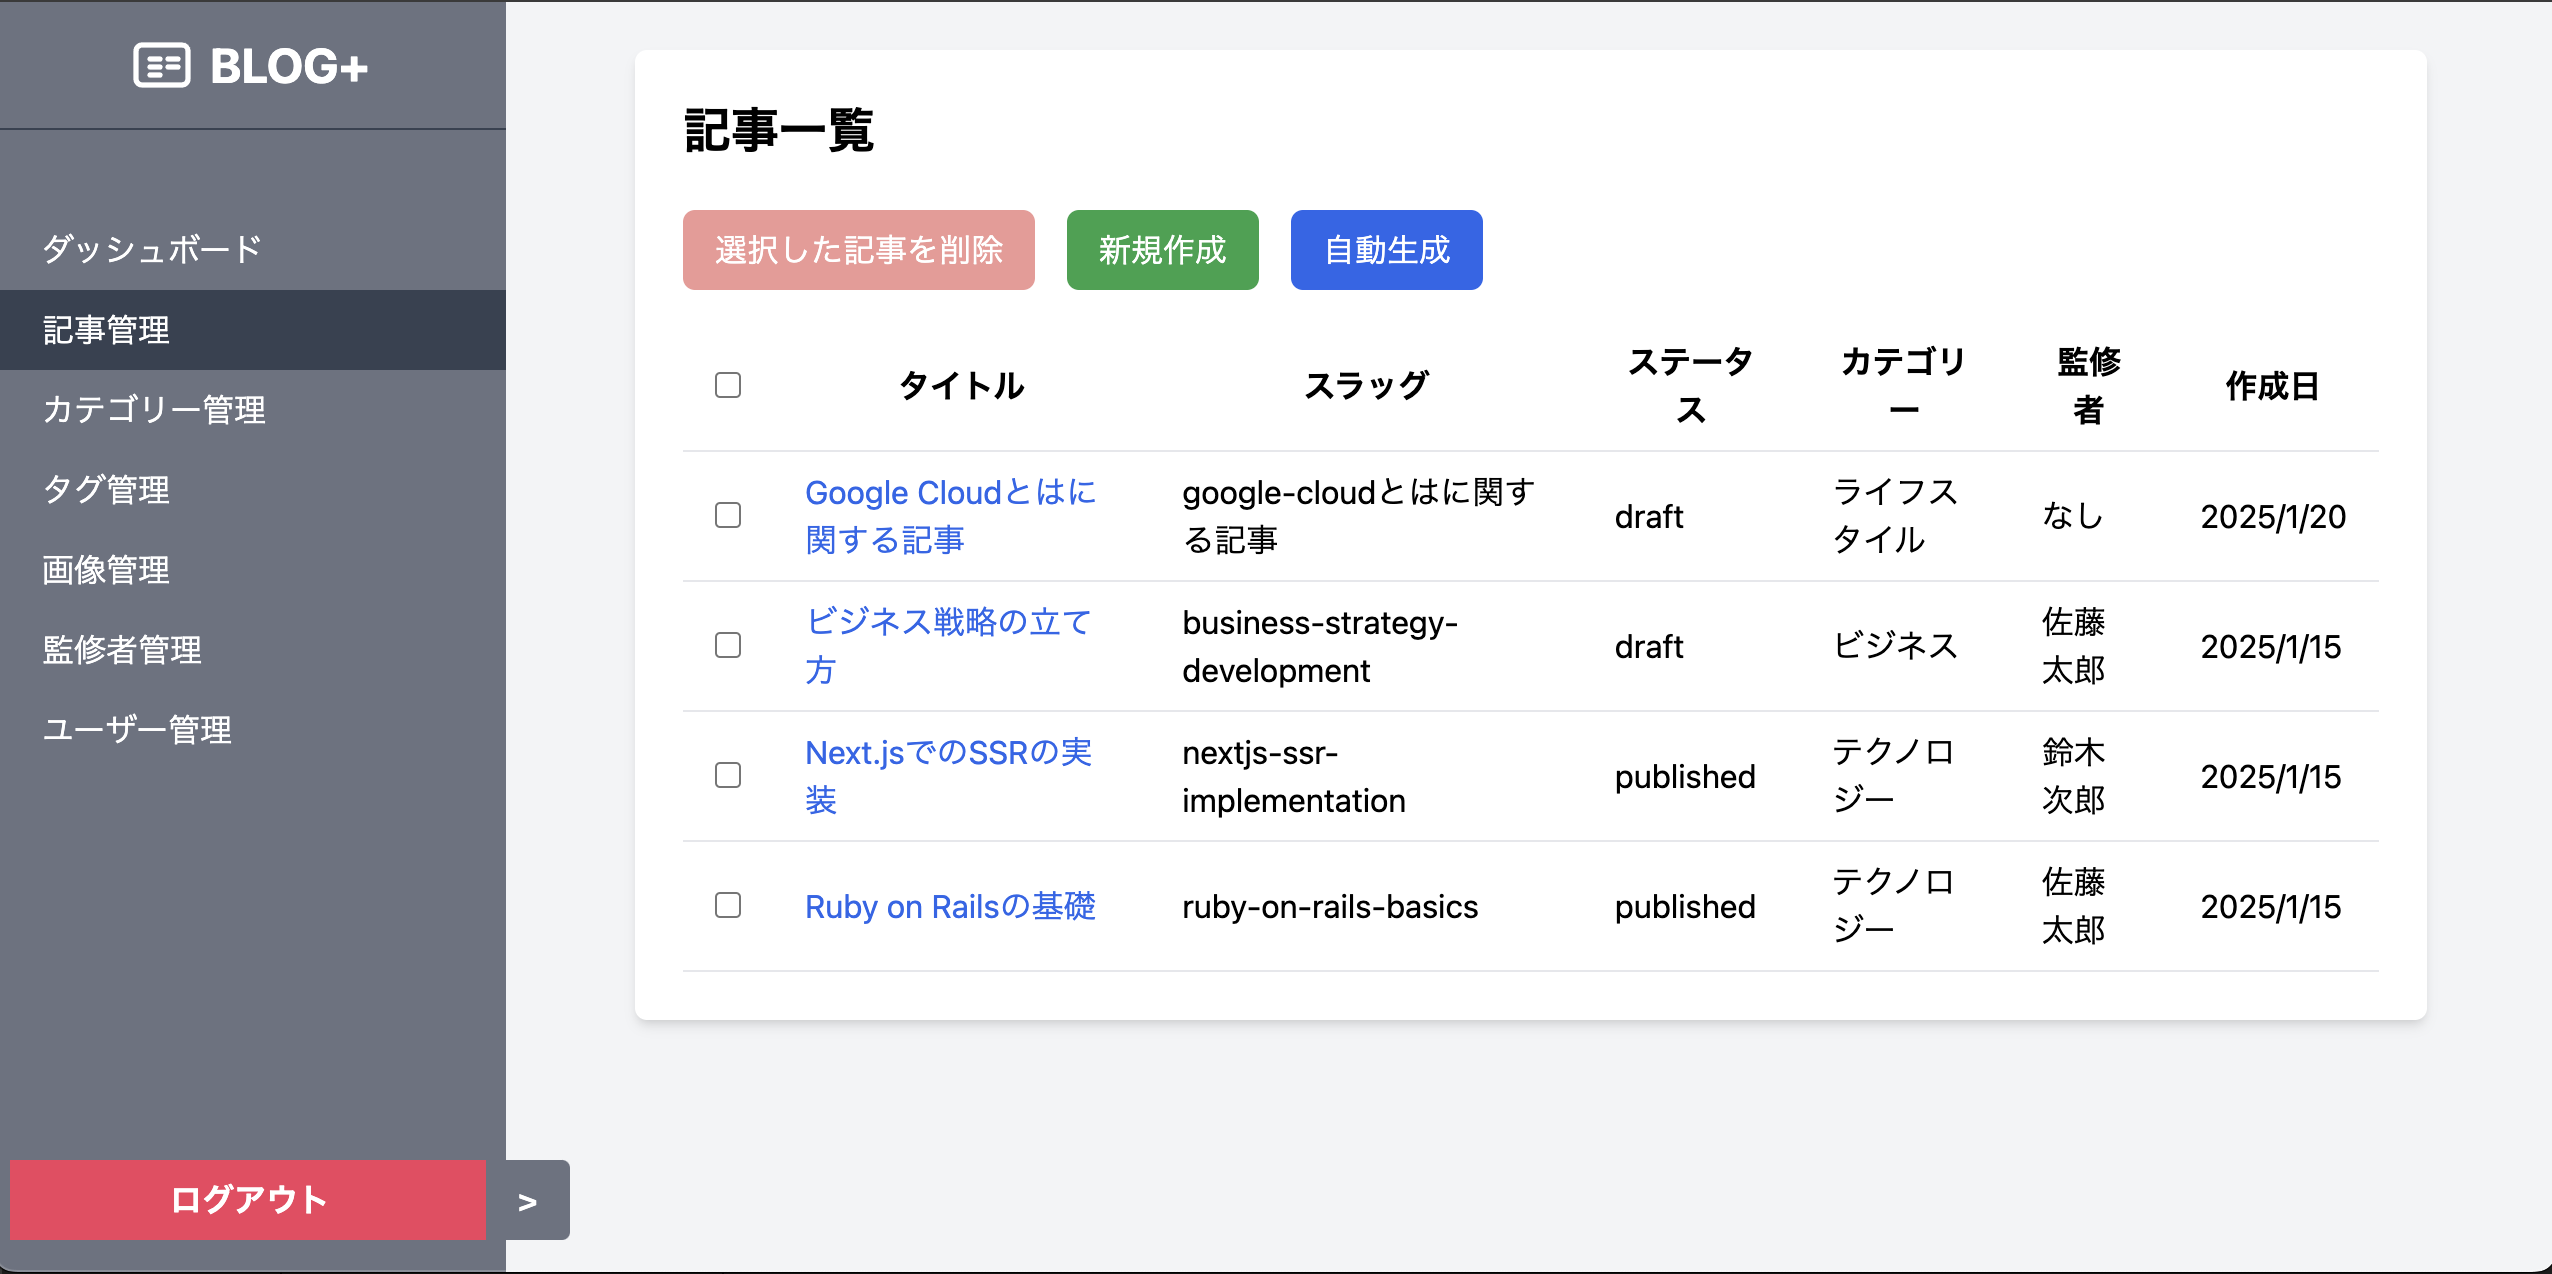 BLOG+
ダッシュボード
記事管理
カテゴリー管理
タグ管理
画像管理
監修者管理
ユーザー管理
ログアウト
>
記事一覧
選択した記事を削除 新規作成 自動生成
タイトル スラッグ ステータス カテゴリー 監修者 作成日
Google Cloudとはに関する記事 google-cloudとはに関する記事 draft ライフスタイル なし 2025/1/20
ビジネス戦略の立て方 business-strategy-development draft ビジネス 佐藤太郎 2025/1/15
Next.jsでのSSRの実装 nextjs-ssr-implementation published テクノロジー 鈴木次郎 2025/1/15
Ruby on Railsの基礎 ruby-on-rails-basics published テクノロジー 佐藤太郎 2025/1/15